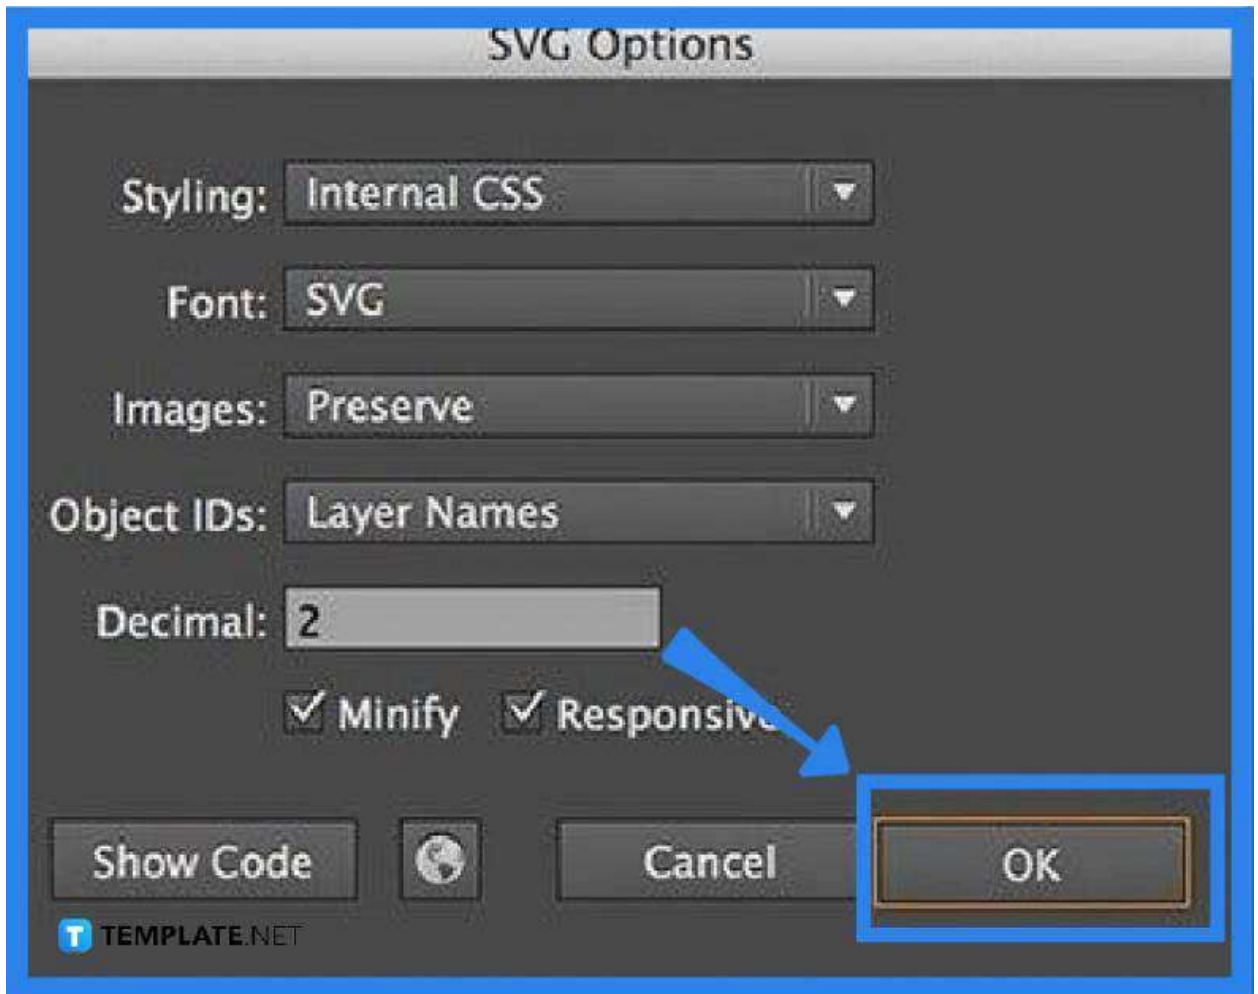 SVG Options
Styling: Internal CSS
Font: SVG
Images: Preserve
Object IDs: Layer Names
Decimal: 2
Minify Responsive
Show Code Cancel OK
T TEMPLATE.NET